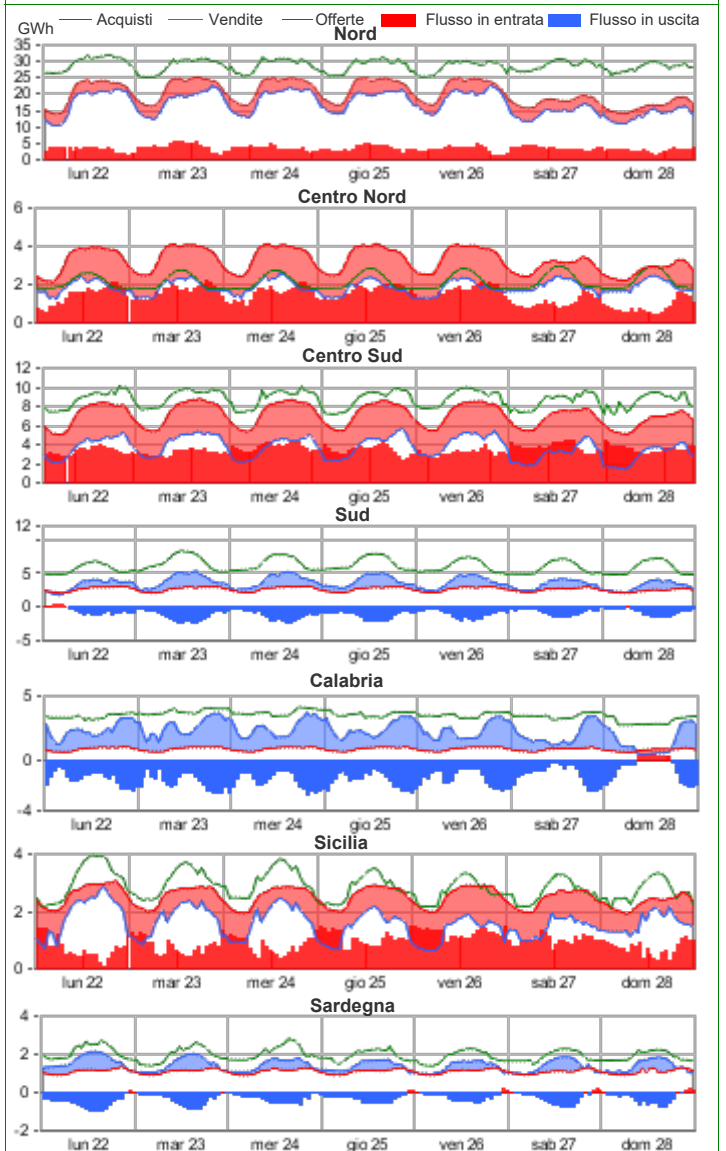 Acquisti Vendite Offerte Flusso in entrata Flusso in uscita
GWh
Nord
35
30
25
20
15
10
5
0
lun 22 mar 23 mer 24 gio 25 ven 26 sab 27 dom 28
Centro Nord
6
4
2
0
lun 22 mar 23 mer 24 gio 25 ven 26 sab 27 dom 28
Centro Sud
12
10
8
6
4
2
0
lun 22 mar 23 mer 24 gio 25 ven 26 sab 27 dom 28
Sud
12
5
0
-5
lun 22 mar 23 mer 24 gio 25 ven 26 sab 27 dom 28
Calabria
5
0
-4
lun 22 mar 23 mer 24 gio 25 ven 26 sab 27 dom 28
Sicilia
4
2
0
lun 22 mar 23 mer 24 gio 25 ven 26 sab 27 dom 28
Sardegna
4
2
0
-2
lun 22 mar 23 mer 24 gio 25 ven 26 sab 27 dom 28